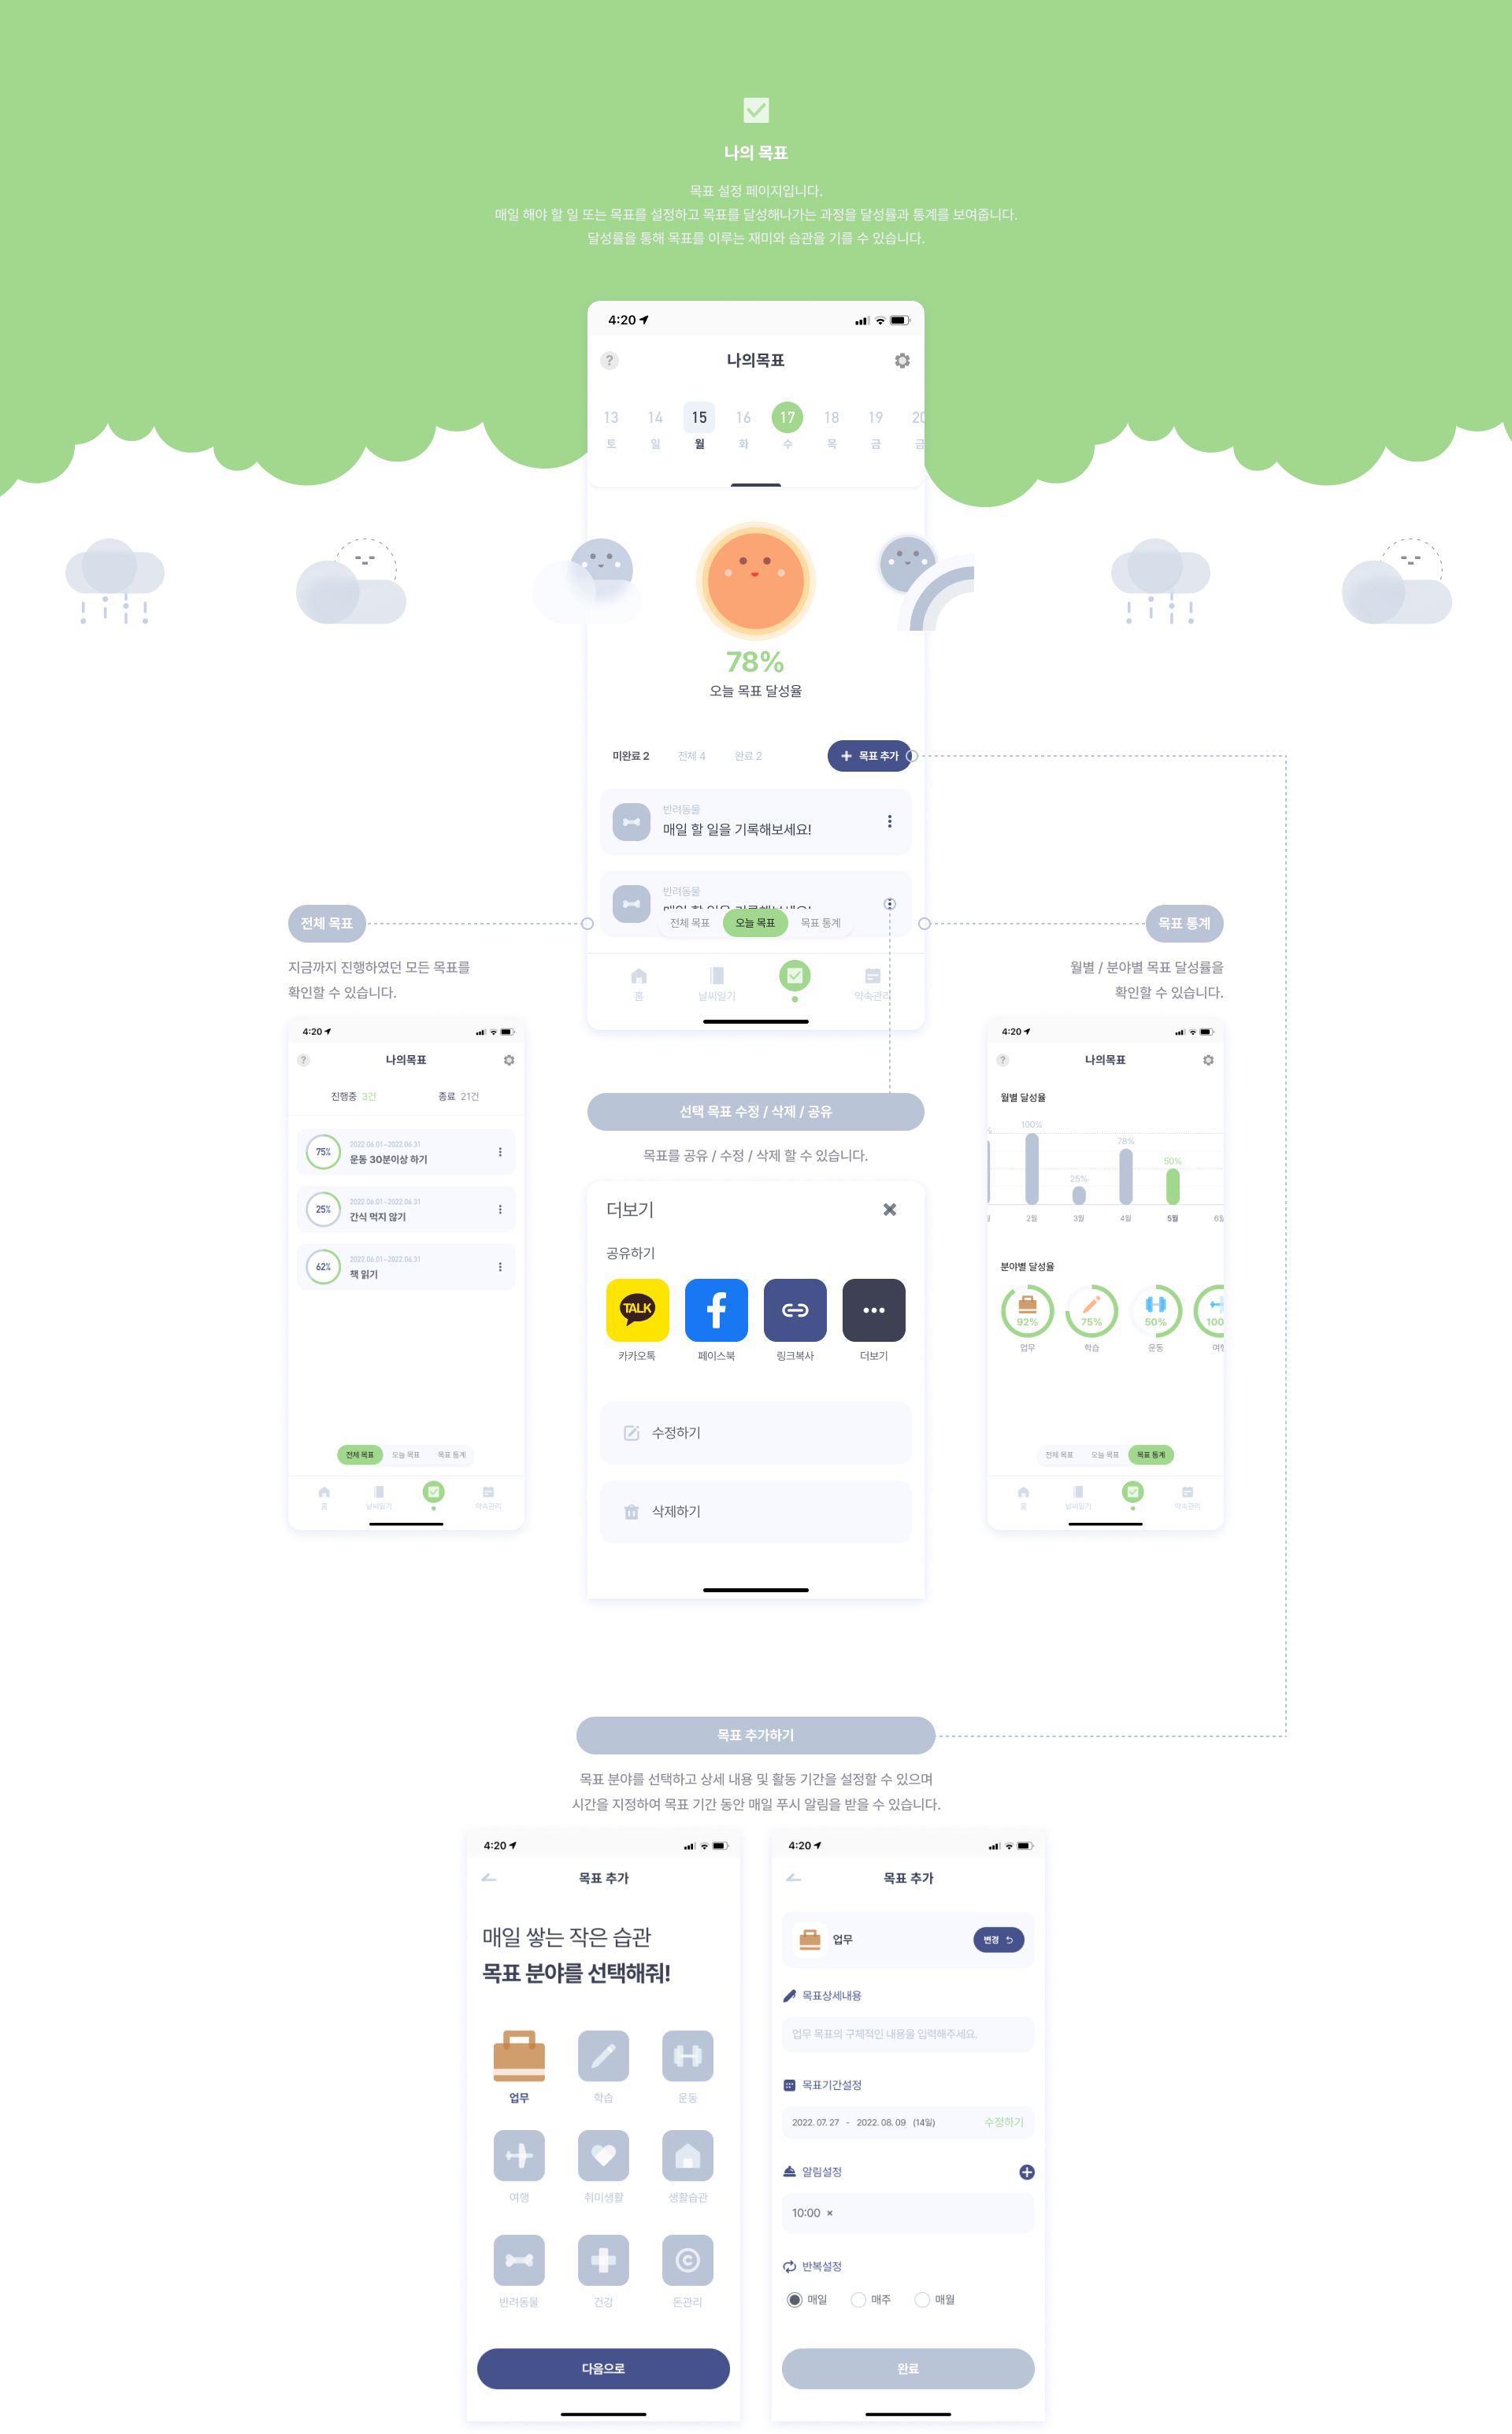 나의 목표
목표 설정 페이지입니다.
매일 해야 할 일 또는 목표를 설정하고 목표를 달성해나가는 과정을 달성률과 통계를 보여줍니다.
달성률을 통해 목표를 이루는 재미와 습관을 기를 수 있습니다.
4:20
?
나의목표
13 14 15 16 17 18 19 20
토 일 월 화 수 목 금 금
78%
오늘 목표 달성율
미완료 2 전체 4 완료 2 목표 추가
반려동물
매일 할 일을 기록해보세요!
반려동물
전체 목표 오늘 목표 목표 통계
홈 날씨일기 약속관리
전체 목표
지금까지 진행하였던 모든 목표를
확인할 수 있습니다.
4:20
?
나의목표
진행중 3건 종료 21건
75%
2022.06.01~2022.06.31
운동 30분이상 하기
25%
2022.06.01~2022.06.31
간식 먹지 않기
62%
2022.06.01~2022.06.31
책 읽기
전체 목표 오늘 목표 목표 통계
홈 날씨일기 약속관리
선택 목표 수정 / 삭제 / 공유
목표를 공유 / 수정 / 삭제 할 수 있습니다.
더보기
공유하기
TALK
카카오톡 페이스북 링크복사 더보기
수정하기
삭제하기
목표 통계
월별 / 분야별 목표 달성율을
확인할 수 있습니다.
4:20
?
나의목표
월별 달성율
% 100% 25% 78% 50%
월 2월 3월 4월 5월 6월
분야별 달성율
92% 75% 50% 100
업무 학습 운동 여행
전체 목표 오늘 목표 목표 통계
홈 날씨일기 약속관리
목표 추가하기
목표 분야를 선택하고 상세 내용 및 활동 기간을 설정할 수 있으며
시간을 지정하여 목표 기간 동안 매일 푸시 알림을 받을 수 있습니다.
4:20
목표 추가
매일 쌓는 작은 습관
목표 분야를 선택해줘!
업무 학습 운동
여행 취미생활 생활습관
반려동물 건강 돈관리
다음으로
4:20
목표 추가
업무 변경
목표상세내용
업무 목표의 구체적인 내용을 입력해주세요.
목표기간설정
2022. 07. 27 - 2022. 08. 09 (14일) 수정하기
알림설정
10:00 ×
반복설정
매일 매주 매월
완료